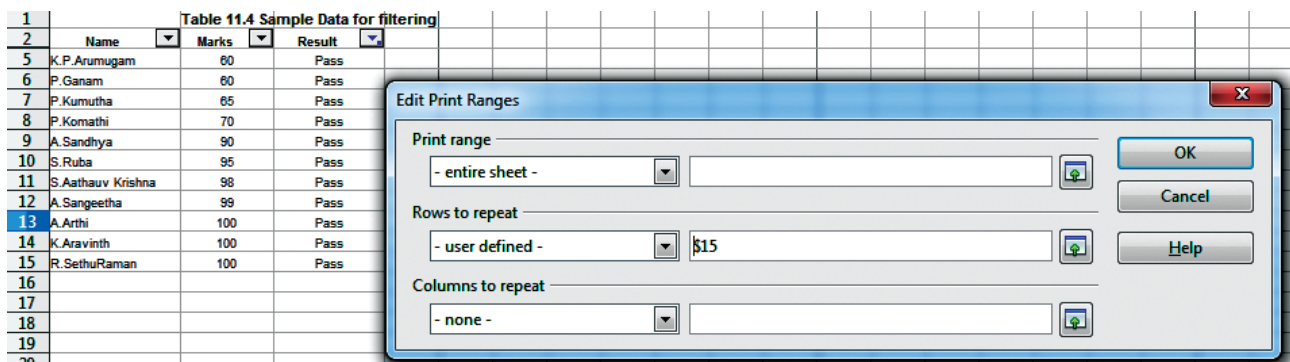 1 Table 11.4 Sample Data for filtering
2 Name Marks Result
5 K.P.Arumugam 60 Pass
6 P.Ganam 60 Pass
7 P.Kumutha 65 Pass
8 P.Komathi 70 Pass
9 A.Sandhya 90 Pass
10 S.Ruba 95 Pass
11 S.Aathauv Krishna 98 Pass
12 A.Sangeetha 99 Pass
13 A.Arthi 100 Pass
14 K.Aravinth 100 Pass
15 R.SethuRaman 100 Pass
16
17
18
19
20
Edit Print Ranges
Print range
- entire sheet -
OK
Cancel
Rows to repeat
- user defined - $15
Help
Columns to repeat
- none -